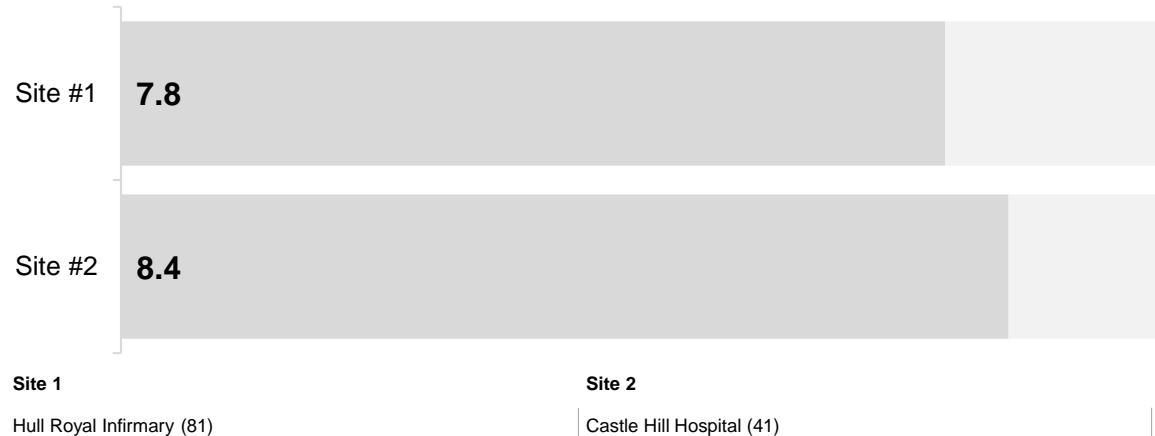 Site #1 7.8
Site #2 8.4
Site 1 Site 2
Hull Royal Infirmary (81) Castle Hill Hospital (41)